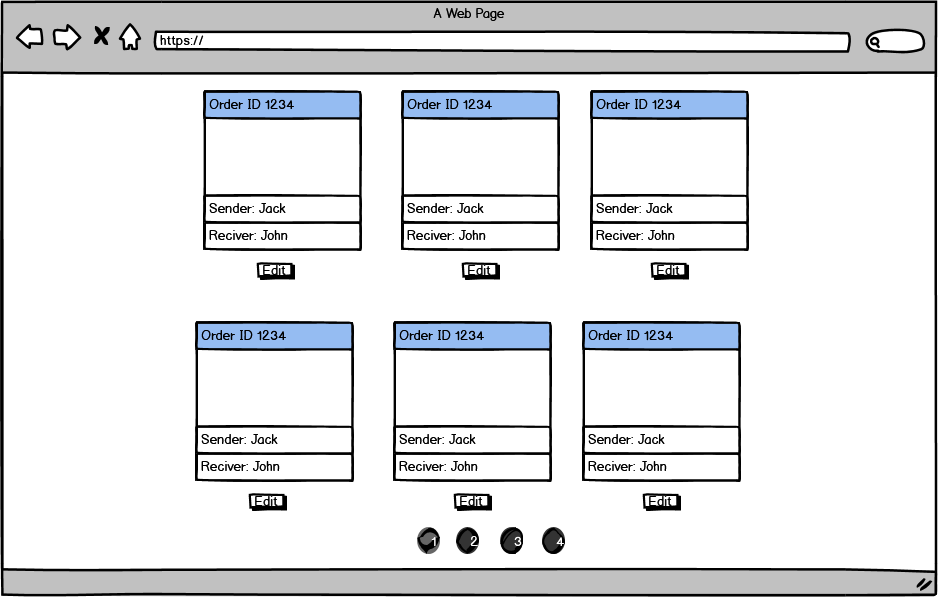 A Web Page
https://
Order ID 1234
Order ID 1234
Order ID 1234
Sender: Jack
Sender: Jack
Sender: Jack
Reciver: John
Reciver: John
Reciver: John
Edit
Edit
Edit
Order ID 1234
Order ID 1234
Order ID 1234
Sender: Jack
Sender: Jack
Sender: Jack
Reciver: John
Reciver: John
Reciver: John
Edit
Edit
Edit
1 2 3 4